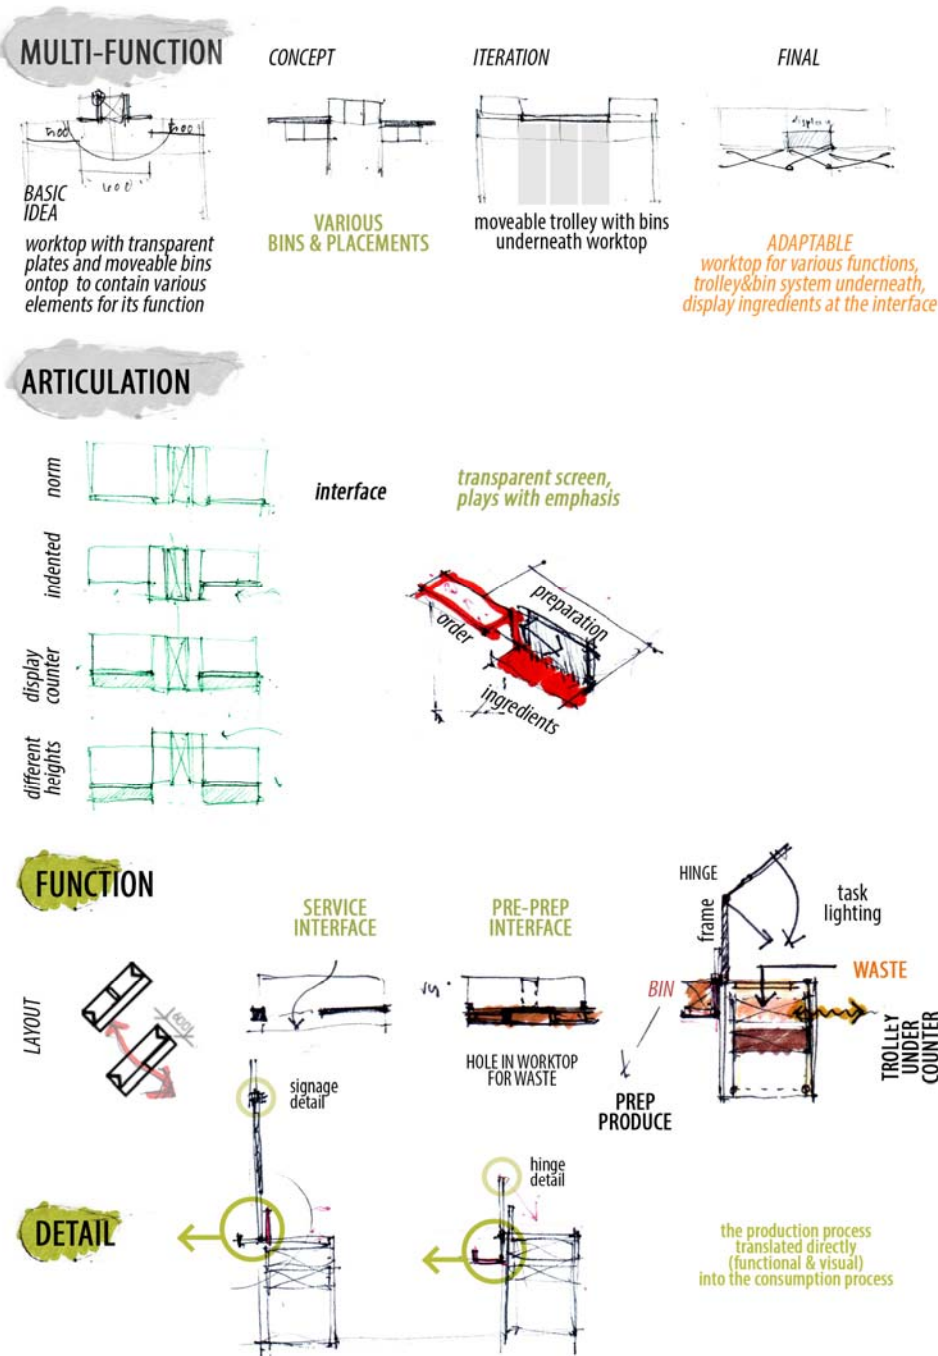 MULTI-FUNCTION
CONCEPT
ITERATION
FINAL
display
600
BASIC
IDEA
worktop with transparent
plates and moveable bins
ontop to contain various
elements for its function
VARIOUS
BINS & PLACEMENTS
moveable trolley with bins
underneath worktop
ADAPTABLE
worktop for various functions,
trolley&bin system underneath,
display ingredients at the interface
ARTICULATION
norm
indented
display
counter
different
heights
interface
transparent screen,
plays with emphasis
order
preparation
ingredients
FUNCTION
LAYOUT
1200
SERVICE
INTERFACE
PRE-PREP
INTERFACE
HOLE IN WORKTOP
FOR WASTE
HINGE
frame
task
lighting
BIN
WASTE
TROLLEY
UNDER
COUNTER
PREP
PRODUCE
DETAIL
signage
detail
hinge
detail
the production process
translated directly
(functional & visual)
into the consumption process